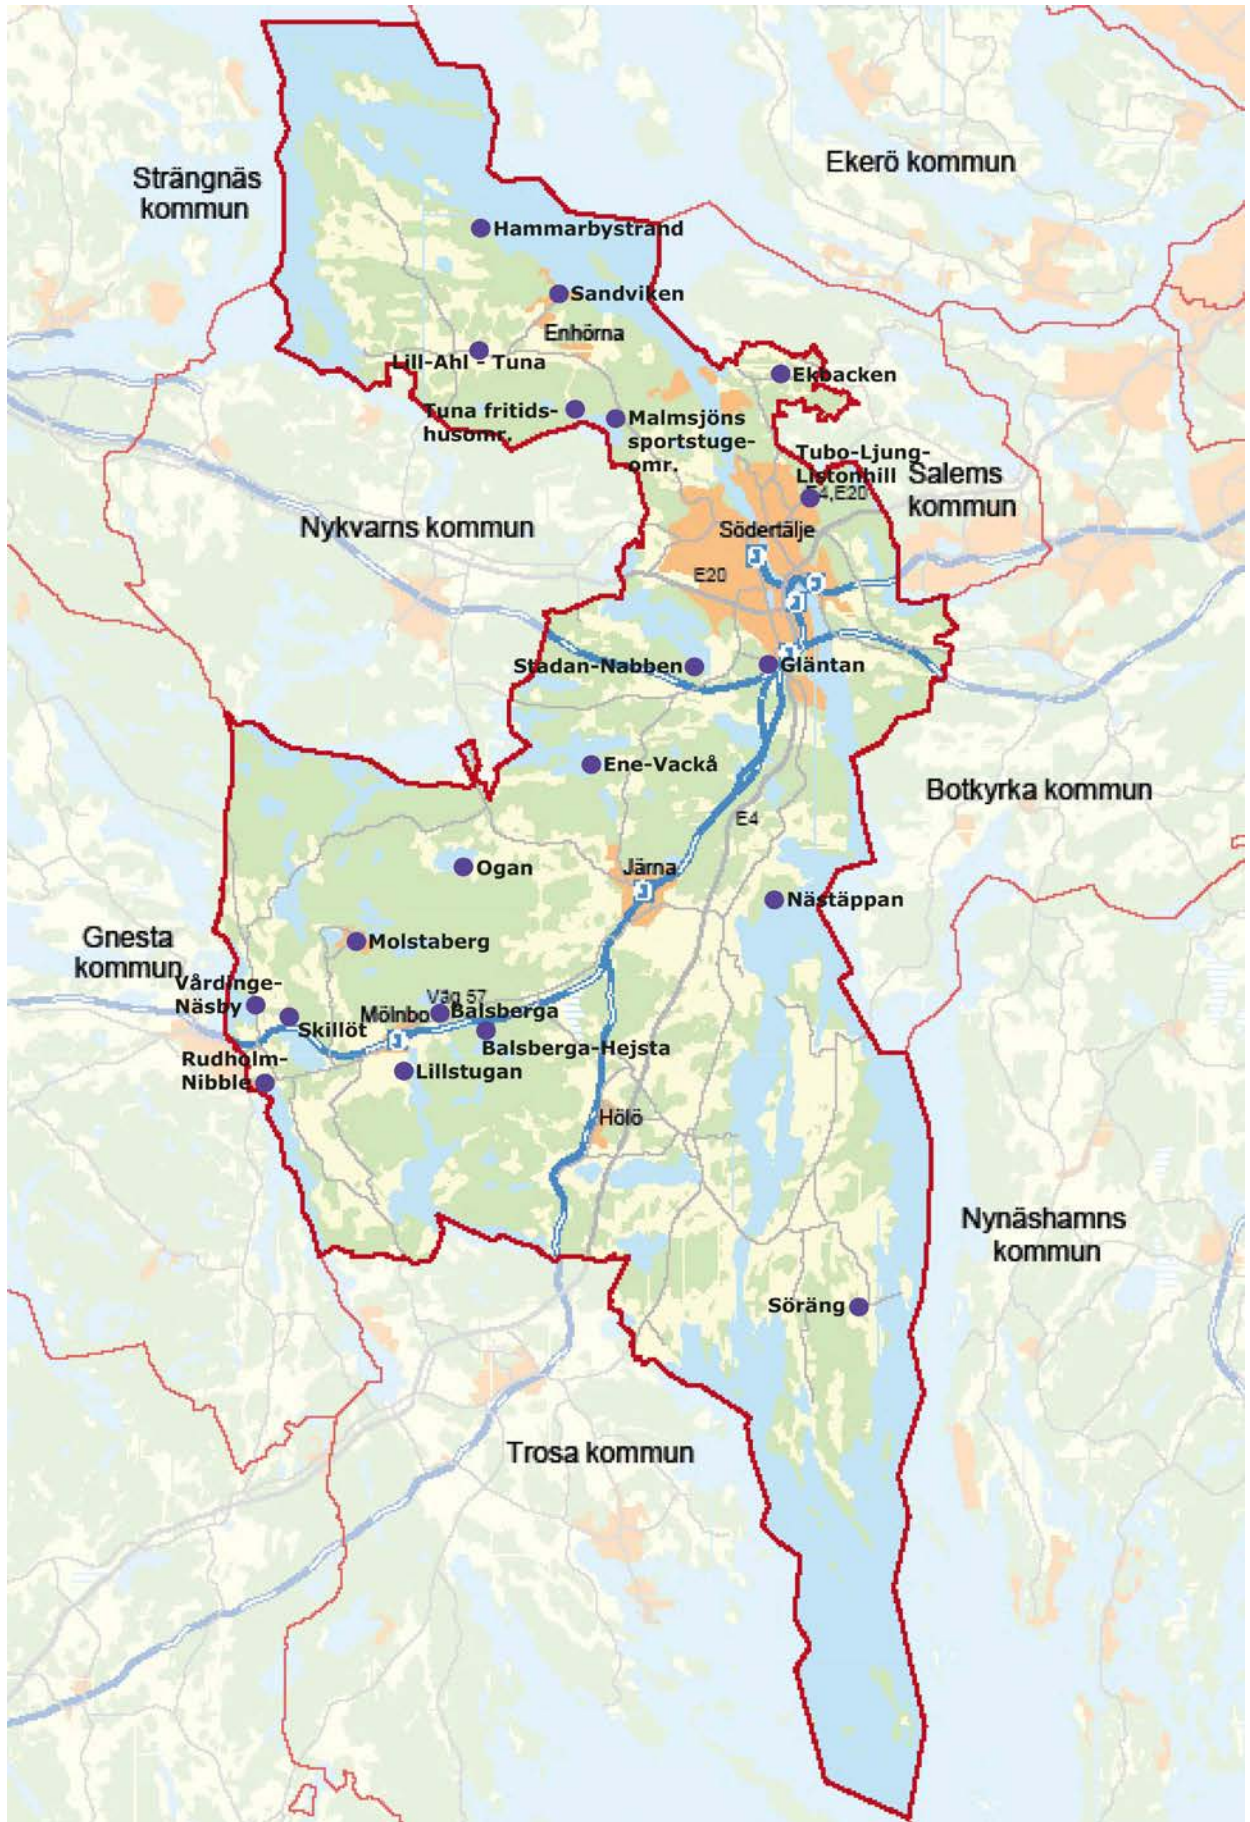 Ekerö kommun
Strängnäs
kommun
Hammarbystrand
Sandviken
Enhörna
Lill-Ahl - Tuna
Ekbacken
Tuna fritids-
husomr.
Malmsjöns
sportstuge-
omr.
Tubo-Ljung-
Listonhill
E4,E20
Salems
kommun
Nykvarns kommun
Södertälje
E20
Stadan-Nabben
Gläntan
Ene-Vackå
Botkyrka kommun
E4
Ogan
Järna
Nästäppan
Gnesta
kommun
Molstaberg
Vårdinge-
Näsby
Väg 57
Skillöt
Mölnbo
Balsberga
Balsberga-Hejsta
Rudholm-
Nibble
Lillstugan
Hölö
Nynäshamns
kommun
Söräng
Trosa kommun